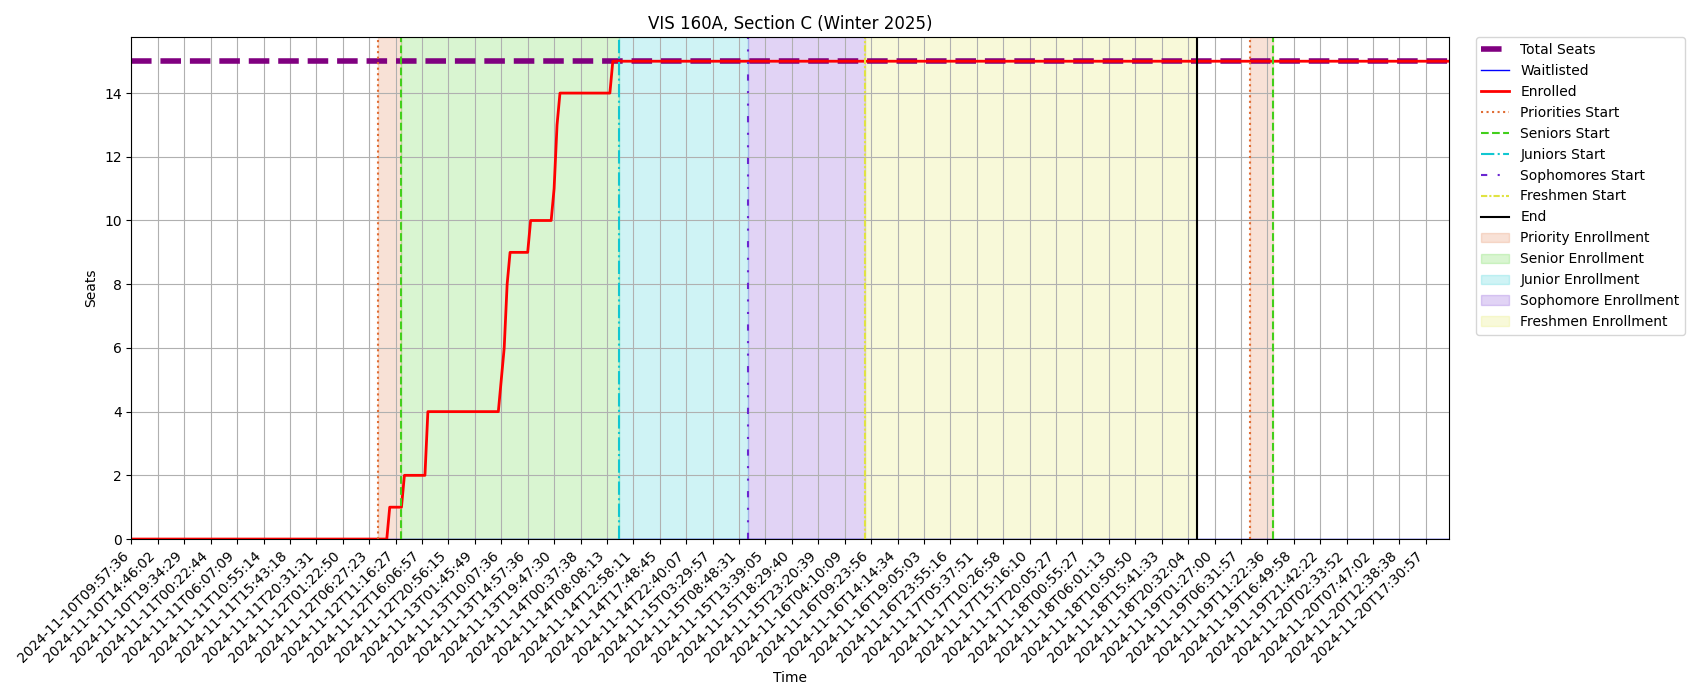 VIS 160A, Section C (Winter 2025)
Total Seats
Waitlisted
Enrolled
Priorities Start
Seniors Start
Juniors Start
Sophomores Start
Freshmen Start
End
Priority Enrollment
Senior Enrollment
Junior Enrollment
Sophomore Enrollment
Freshmen Enrollment
Seats
14
12
10
8
6
4
2
0
2024-11-10T09:57:36
2024-11-10T14:46:02
2024-11-10T19:34:29
2024-11-11T00:22:44
2024-11-11T06:07:09
2024-11-11T10:55:14
2024-11-11T15:43:18
2024-11-11T20:31:31
2024-11-12T01:22:50
2024-11-12T06:27:23
2024-11-12T11:16:27
2024-11-12T16:06:57
2024-11-12T20:56:15
2024-11-13T01:45:49
2024-11-13T10:07:36
2024-11-13T14:57:36
2024-11-13T19:47:30
2024-11-14T00:37:38
2024-11-14T08:08:13
2024-11-14T12:58:11
2024-11-14T17:48:45
2024-11-14T22:40:07
2024-11-15T03:29:57
2024-11-15T08:48:31
2024-11-15T13:39:05
2024-11-15T18:29:40
2024-11-15T23:20:39
2024-11-16T04:10:09
2024-11-16T09:23:56
2024-11-16T14:14:34
2024-11-16T19:05:03
2024-11-16T23:55:16
2024-11-17T05:37:51
2024-11-17T10:26:58
2024-11-17T15:16:10
2024-11-17T20:05:27
2024-11-18T00:55:27
2024-11-18T06:01:13
2024-11-18T10:50:50
2024-11-18T15:41:33
2024-11-18T20:32:04
2024-11-19T01:27:00
2024-11-19T06:31:57
2024-11-19T11:22:36
2024-11-19T16:49:58
2024-11-19T21:42:22
2024-11-20T02:33:52
2024-11-20T07:47:02
2024-11-20T12:38:38
2024-11-20T17:30:57
Time